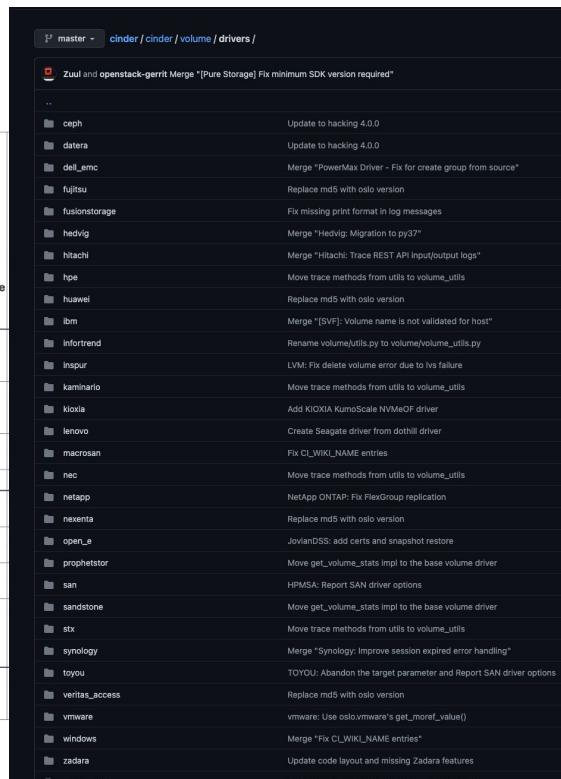 master cinder / cinder / volume / drivers /
Zuul and openstack-gerrit Merge "[Pure Storage] Fix minimum SDK version required"
..
ceph Update to hacking 4.0.0
datera Update to hacking 4.0.0
dell_emc Merge "PowerMax Driver - Fix for create group from source"
fujitsu Replace md5 with oslo version
fusionstorage Fix missing print format in log messages
hedvig Merge "Hedvig: Migration to py37"
hitachi Merge "Hitachi: Trace REST API input/output logs"
hpe Move trace methods from utils to volume_utils
huawei Replace md5 with oslo version
ibm Merge "[SVF]: Volume name is not validated for host"
infortrend Rename volume/utils.py to volume/volume_utils.py
inspur LVM: Fix delete volume error due to lvs failure
kaminario Move trace methods from utils to volume_utils
kioxia Add KIOXIA KumoScale NVMeOF driver
lenovo Create Seagate driver from dothill driver
macrosan Fix CI_WIKI_NAME entries
nec Move trace methods from utils to volume_utils
netapp NetApp ONTAP: Fix FlexGroup replication
nexenta Replace md5 with oslo version
open_e JovianDSS: add certs and snapshot restore
prophetstor Move get_volume_stats impl to the base volume driver
san HPMSA: Report SAN driver options
sandstone Move get_volume_stats impl to the base volume driver
stx Move trace methods from utils to volume_utils
synology Merge "Synology: Improve session expired error handling"
toyou TOYOU: Abandon the target parameter and Report SAN driver options
veritas_access Replace md5 with oslo version
vmware vmware: Use oslo.vmware's get_moref_value()
windows Merge "Fix CI_WIKI_NAME entries"
zadara Update code layout and missing Zadara features